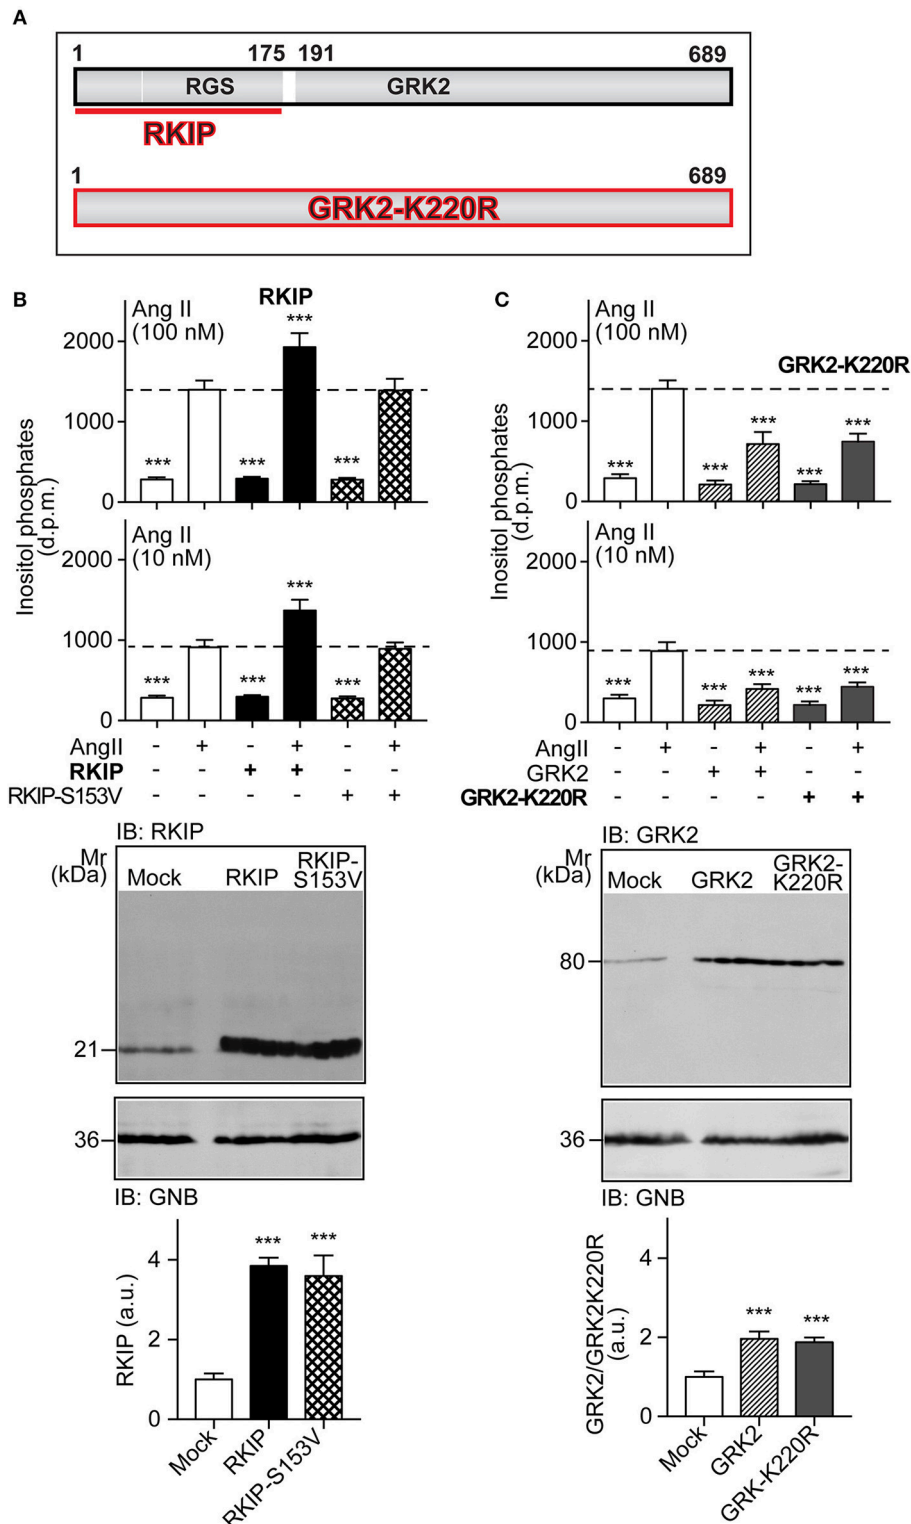 A
1 175 191 689
RGS GRK2
RKIP
1 689
GRK2-K220R
B
RKIP
Ang II
(100 nM)
***
2000
1000
0
*** *** ***
Inositol phosphates
(d.p.m.)
Ang II
(10 nM)
2000
1000
0
***
*** *** ***
AngII - + - + - +
RKIP - - + + - -
RKIP-S153V - - - - + +
IB: RKIP
Mr
(kDa)
Mock RKIP RKIP-
S153V
21
36
IB: GNB
RKIP (a.u.)
4
2
0
*** ***
Mock RKIP RKIP-S153V
C
Ang II
(100 nM)
GRK2-K220R
2000
1000
0
*** *** *** *** ***
Inositol phosphates
(d.p.m.)
Ang II
(10 nM)
2000
1000
0
*** *** *** *** ***
AngII - + - + - +
GRK2 - - + + - -
GRK2-K220R - - - - + +
IB: GRK2
Mr
(kDa)
Mock GRK2 GRK2-
K220R
80
36
IB: GNB
GRK2/GRK2K220R
(a.u.)
4
2
0
*** ***
Mock GRK2 GRK-K220R